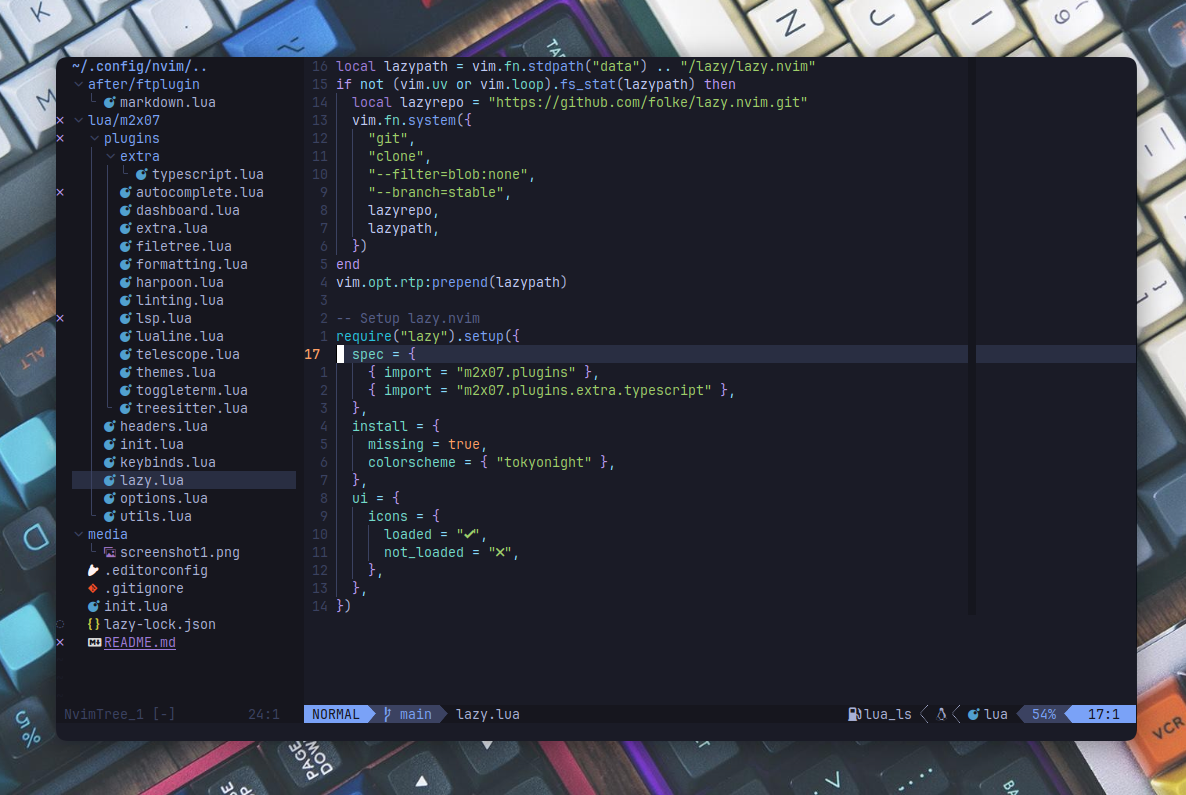 ~/.config/nvim/..
after/ftplugin
markdown.lua
lua/m2x07
plugins
extra
typescript.lua
autocomplete.lua
dashboard.lua
extra.lua
filetree.lua
formatting.lua
harpoon.lua
linting.lua
lsp.lua
lualine.lua
telescope.lua
themes.lua
toggleterm.lua
treesitter.lua
headers.lua
init.lua
keybinds.lua
lazy.lua
options.lua
utils.lua
media
screenshot1.png
.editorconfig
.gitignore
init.lua
lazy-lock.json
README.md
NvimTree_1 [-] 24:1
16 local lazypath = vim.fn.stdpath("data") .. "/lazy/lazy.nvim"
15 if not (vim.uv or vim.loop).fs_stat(lazypath) then
14 local lazyrepo = "https://github.com/folke/lazy.nvim.git"
13 vim.fn.system({
12 "git",
11 "clone",
10 "--filter=blob:none",
9 "--branch=stable",
8 lazyrepo,
7 lazypath,
6 })
5 end
4 vim.opt.rtp:prepend(lazypath)
3
2 -- Setup lazy.nvim
1 require("lazy").setup({
17 spec = {
1 { import = "m2x07.plugins" },
2 { import = "m2x07.plugins.extra.typescript" },
3 },
4 install = {
5 missing = true,
6 colorscheme = { "tokyonight" },
7 },
8 ui = {
9 icons = {
10 loaded = "✔",
11 not_loaded = "✕",
12 },
13 },
14 })
NORMAL main lazy.lua lua_ls lua 54% 17:1
K
N
J
I
9
M
ALT
D
5
%
PAGE
DOWN
VCR